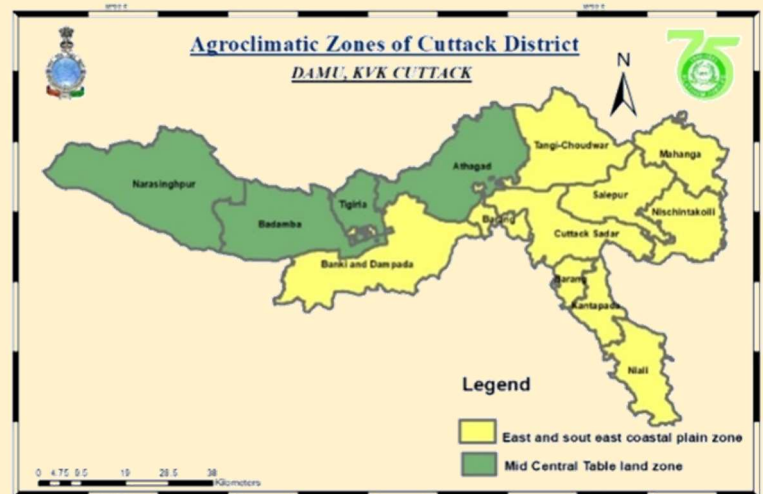 Agroclimatic Zones of Cuttack District
DAMU, KVK CUTTACK
75
N
Tangi-Choudwar
Mahanga
Athagad
Narasinghpur
Salepur
Tigiria
Nischintakoili
Badamba
Cuttack Sadar
Banki and Dampada
Barang
Kantapada
Niali
Legend
East and sout east coastal plain zone
Mid Central Table land zone
0 4.75 9.5 19 28.5 38
Kilometers